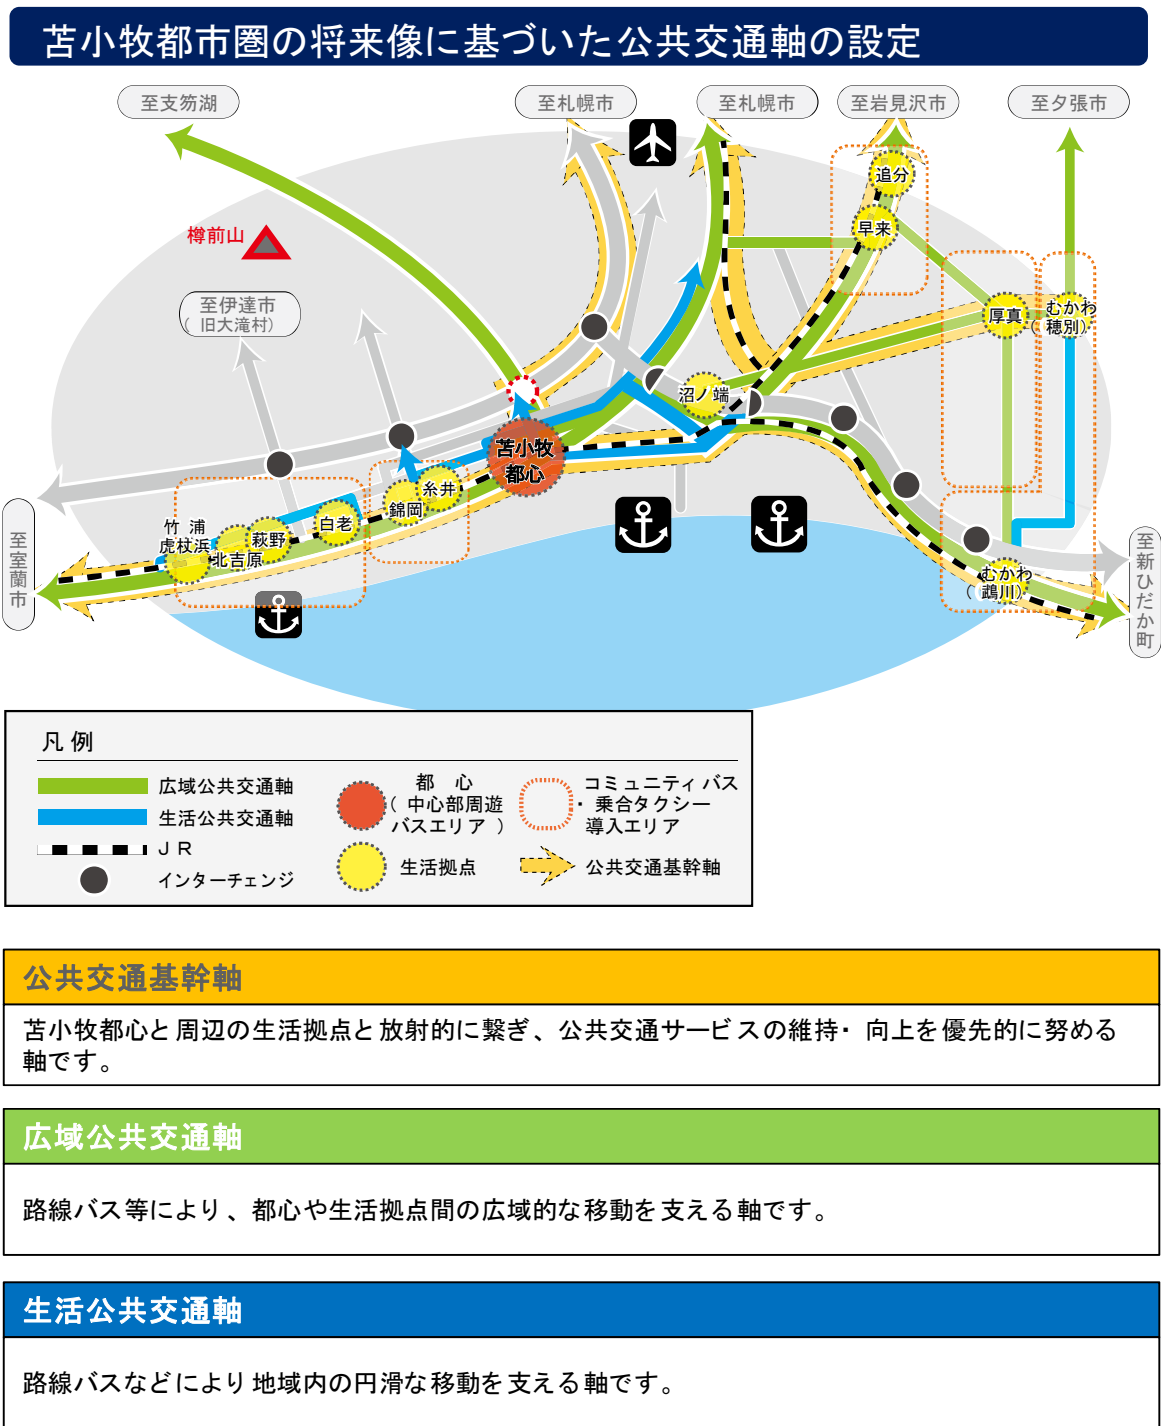 苫小牧都市圏の将来像に基づいた公共交通軸の設定
至支笏湖
至札幌市
至札幌市
至岩見沢市
至夕張市
追分
早来
樽前山
至伊達市
(旧大滝村)
厚真
むかわ
(穂別)
沼ノ端
苫小牧
都心
糸井
錦岡
白老
萩野
北吉原
竹浦
虎杖浜
至室蘭市
至新ひだか町
むかわ
(鵡川)
凡例
広域公共交通軸
生活公共交通軸
JR
インターチェンジ
都心
(中心部周遊
バスエリア)
生活拠点
コミュニティバス
・乗合タクシー
導入エリア
公共交通基幹軸
公共交通基幹軸
苫小牧都心と周辺の生活拠点と放射的に繋ぎ、公共交通サービスの維持・向上を優先的に努める
軸です。
広域公共交通軸
路線バス等により、都心や生活拠点間の広域的な移動を支える軸です。
生活公共交通軸
路線バスなどにより地域内の円滑な移動を支える軸です。